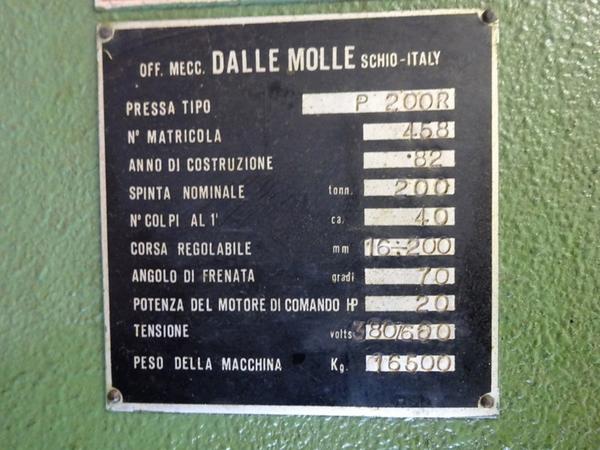 OFF. MECC. DALLE MOLLE SCHIO-ITALY
PRESSA TIPO P 200R
N° MATRICOLA 458
ANNO DI COSTRUZIONE '82
SPINTA NOMINALE tonn. 200
N° COLPI AL 1' ca. 40
CORSA REGOLABILE mm 16÷200
ANGOLO DI FRENATA gradi 70
POTENZA DEL MOTORE DI COMANDO HP 20
TENSIONE volts 380/660
PESO DELLA MACCHINA Kg. 16500